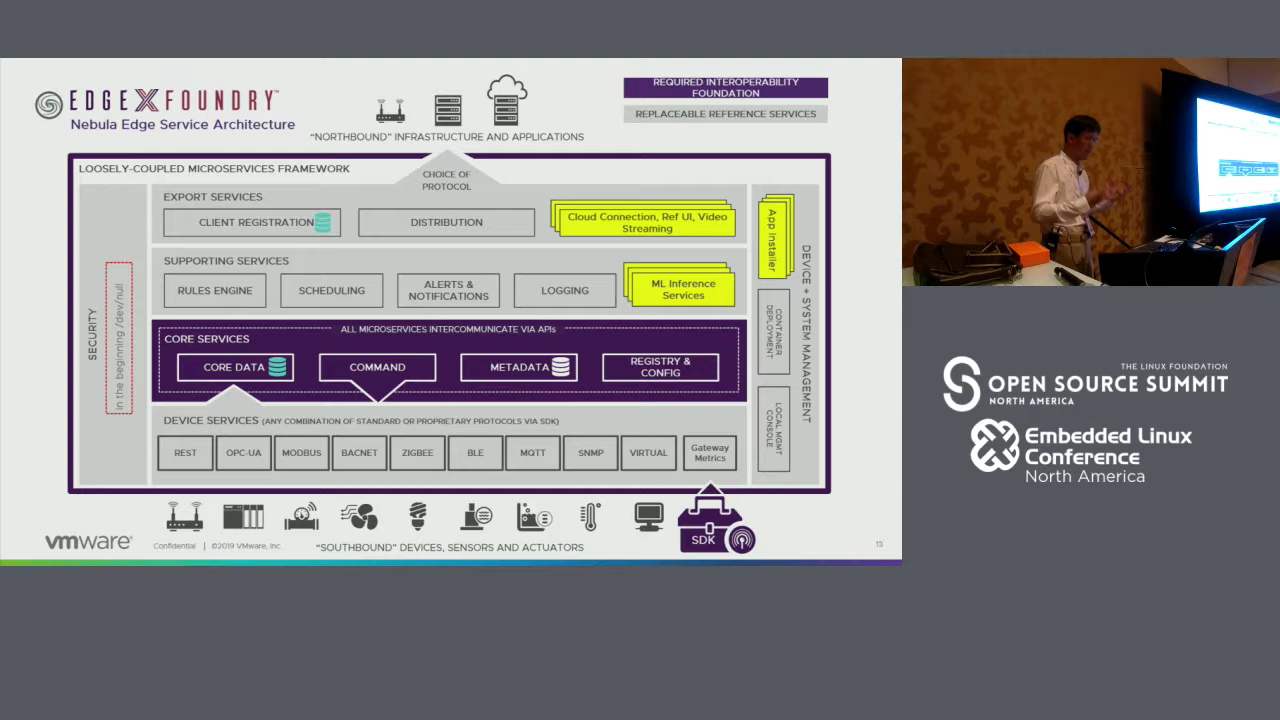 EDGE X FOUNDRY™
Nebula Edge Service Architecture
"NORTHBOUND" INFRASTRUCTURE AND APPLICATIONS
REQUIRED INTEROPERABILITY
FOUNDATION
REPLACEABLE REFERENCE SERVICES
LOOSELY-COUPLED MICROSERVICES FRAMEWORK
CHOICE OF
PROTOCOL
EXPORT SERVICES
CLIENT REGISTRATION
DISTRIBUTION
Cloud Connection, Ref UI, Video
Streaming
SUPPORTING SERVICES
RULES ENGINE
SCHEDULING
ALERTS &
NOTIFICATIONS
LOGGING
ML Inference
Services
ALL MICROSERVICES INTERCOMMUNICATE VIA APIs
CORE SERVICES
CORE DATA
COMMAND
METADATA
REGISTRY &
CONFIG
DEVICE SERVICES (ANY COMBINATION OF STANDARD OR PROPRIETARY PROTOCOLS VIA SDK)
REST
OPC-UA
MODBUS
BACNET
ZIGBEE
BLE
MQTT
SNMP
VIRTUAL
Gateway
Metrics
SECURITY
In the beginning /dev/null
App Installer
CONTAINER
DEPLOYMENT
LOCAL MGMT
CONSOLE
DEVICE + SYSTEM MANAGEMENT
SDK
vmware
Confidential | ©2019 VMware, Inc.
"SOUTHBOUND" DEVICES, SENSORS AND ACTUATORS
13
THE LINUX FOUNDATION
OPEN SOURCE SUMMIT
NORTH AMERICA
Embedded Linux
Conference
North America